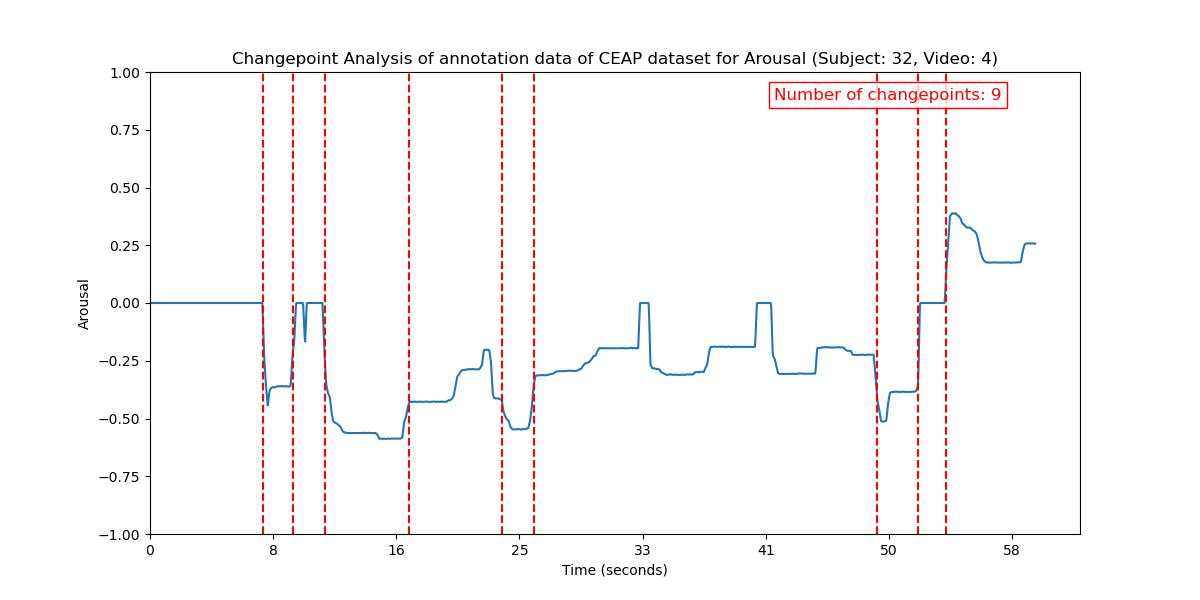 Changepoint Analysis of annotation data of CEAP dataset for Arousal (Subject: 32, Video: 4)
Number of changepoints: 9
1.00
0.75
0.50
0.25
0.00
−0.25
−0.50
−0.75
−1.00
Arousal
0 8 16 25 33 41 50 58
Time (seconds)